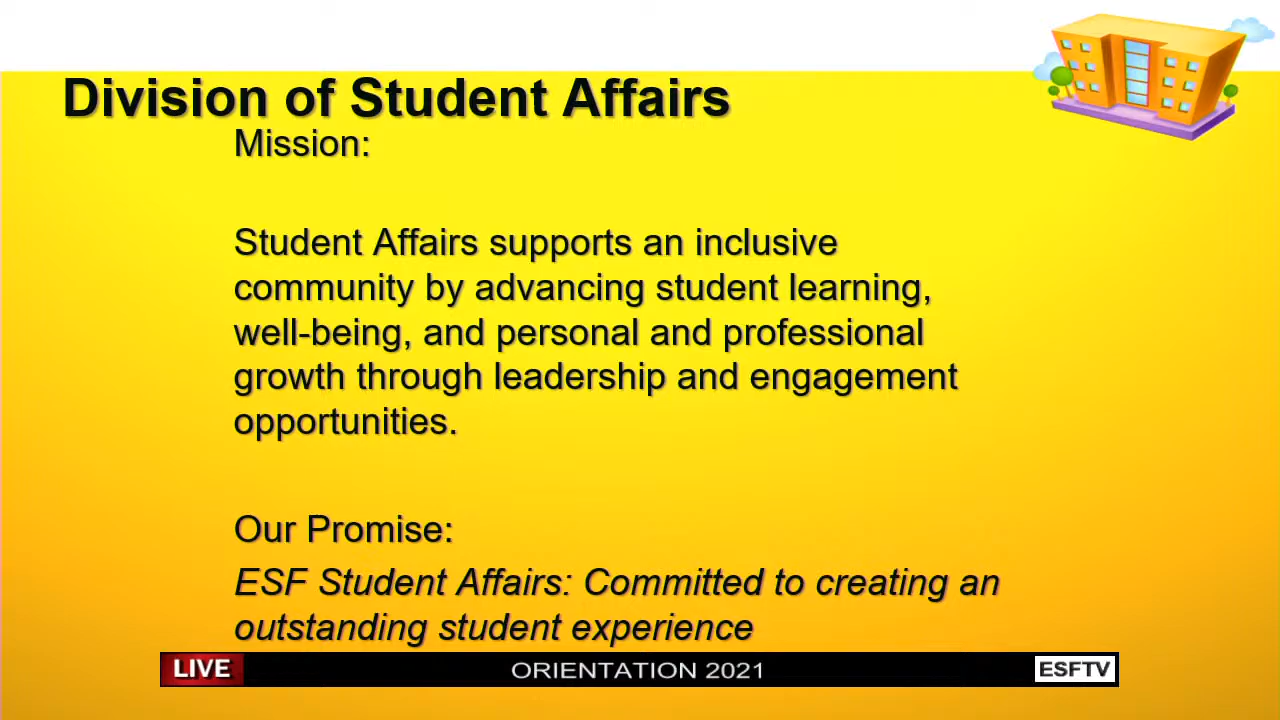 Division of Student Affairs
Mission:
Student Affairs supports an inclusive
community by advancing student learning,
well-being, and personal and professional
growth through leadership and engagement
opportunities.
Our Promise:
ESF Student Affairs: Committed to creating an
outstanding student experience
LIVE ORIENTATION 2021 ESFTV